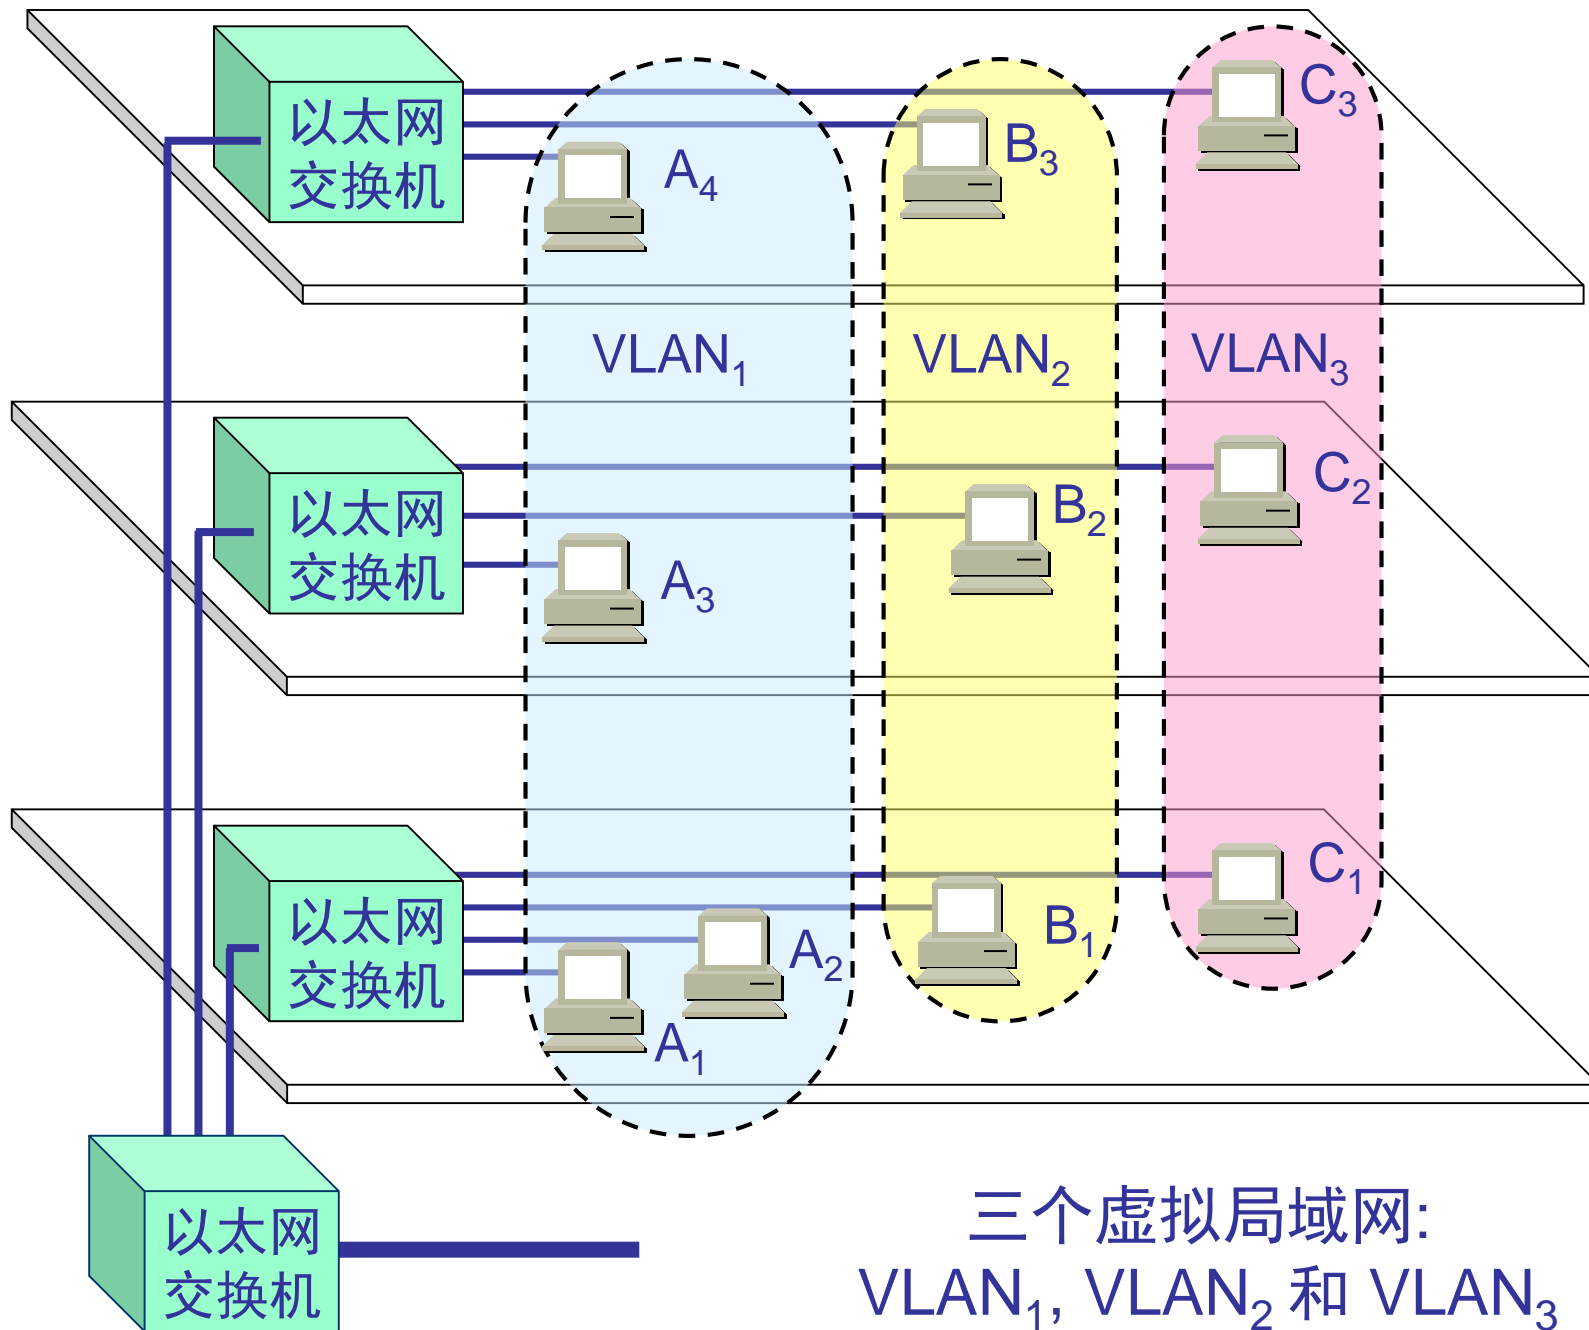 以太网
交换机
A₄
B₃
C₃
VLAN₁
VLAN₂
VLAN₃
以太网
交换机
A₃
B₂
C₂
以太网
交换机
A₁
A₂
B₁
C₁
以太网
交换机
三个虚拟局域网:
VLAN₁, VLAN₂ 和 VLAN₃